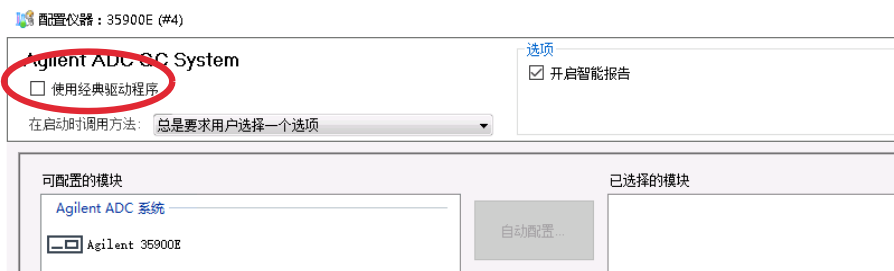 配置仪器：35900E (#4)
Agilent ADC GC System
使用经典驱动程序
在启动时调用方法: 总是要求用户选择一个选项
选项
开启智能报告
可配置的模块
Agilent ADC 系统
Agilent 35900E
自动配置...
已选择的模块